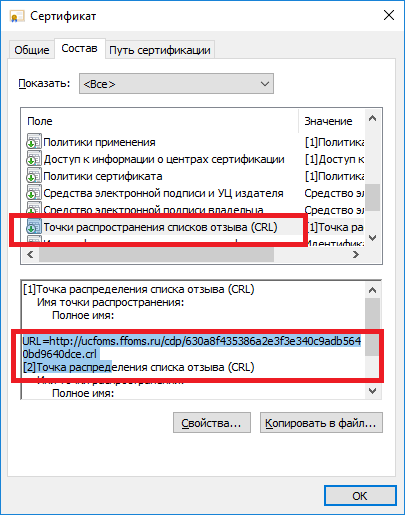 Сертификат
Общие Состав Путь сертификации
Показать: <Все>
Поле Значение
Политики применения [1]Политика
Доступ к информации о центрах сертификации [1]Доступ к
Политики сертификата [1]Политика
Средства электронной подписи и УЦ издателя Средство эл
Средство электронной подписи владельца Средство эл
Точки распространения списков отзыва (CRL) [1]Точка ра
[1]Точка распределения списка отзыва (CRL)
Имя точки распространения:
Полное имя:
URL=http://ucfoms.ffoms.ru/cdp/630a8f435386a2e3f3e340c9adb564
0bd9640dce.crl
[2]Точка распределения списка отзыва (CRL)
Имя точки распространения:
Полное имя:
Свойства... Копировать в файл...
ОК